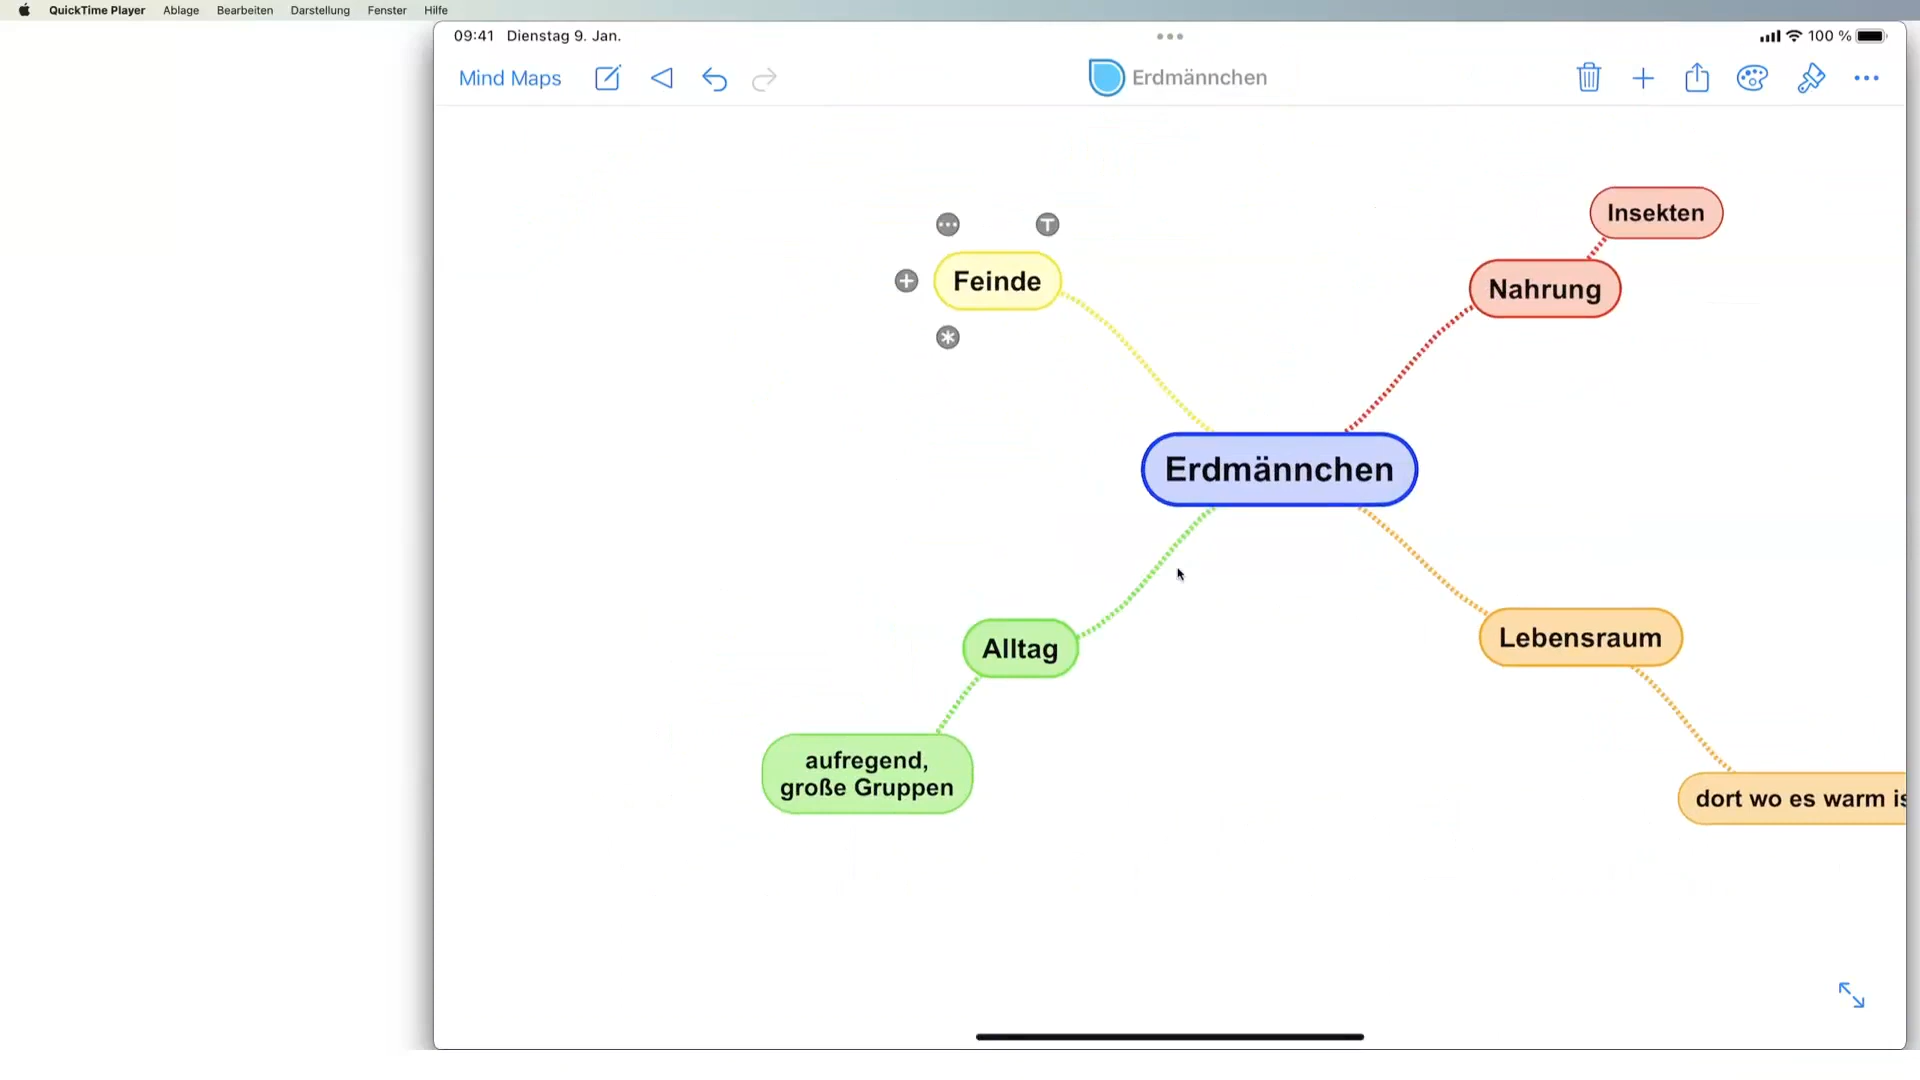 QuickTime Player Ablage Bearbeiten Darstellung Fenster Hilfe
09:41 Dienstag 9. Jan.
100 %
Mind Maps
Erdmännchen
Insekten
Feinde
Nahrung
Erdmännchen
Alltag
Lebensraum
aufregend,
große Gruppen
dort wo es warm is